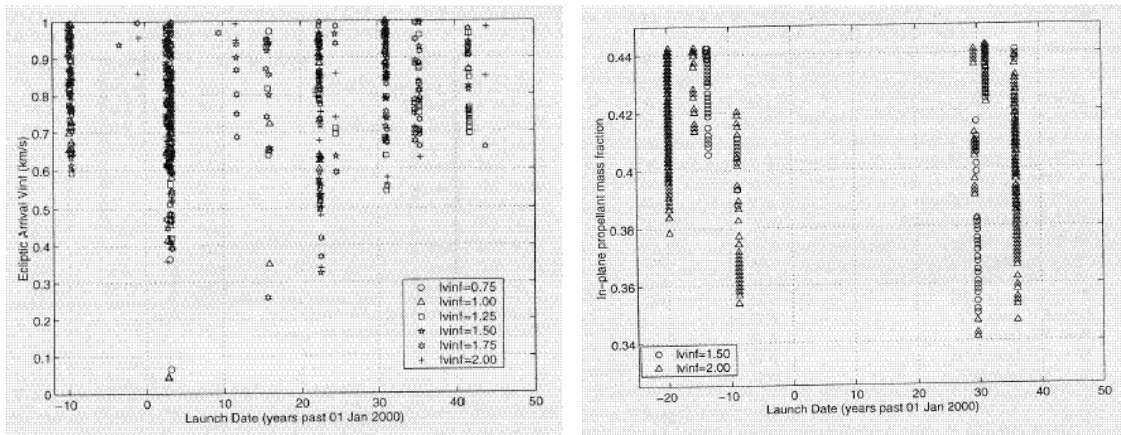 1
0.9
0.8
0.7
0.6
0.5
0.4
0.3
0.2
0.1
0
Ecliptic Arrival Vinf (km/s)
−10 0 10 20 30 40 50
Launch Date (years past 01 Jan 2000)
lvinf=0.75
lvinf=1.00
lvinf=1.25
lvinf=1.50
lvinf=1.75
lvinf=2.00
0.44
0.42
0.4
0.38
0.36
0.34
In-plane propellant mass fraction
−20 −10 0 10 20 30 40 50
Launch Date (years past 01 Jan 2000)
lvinf=1.50
lvinf=2.00